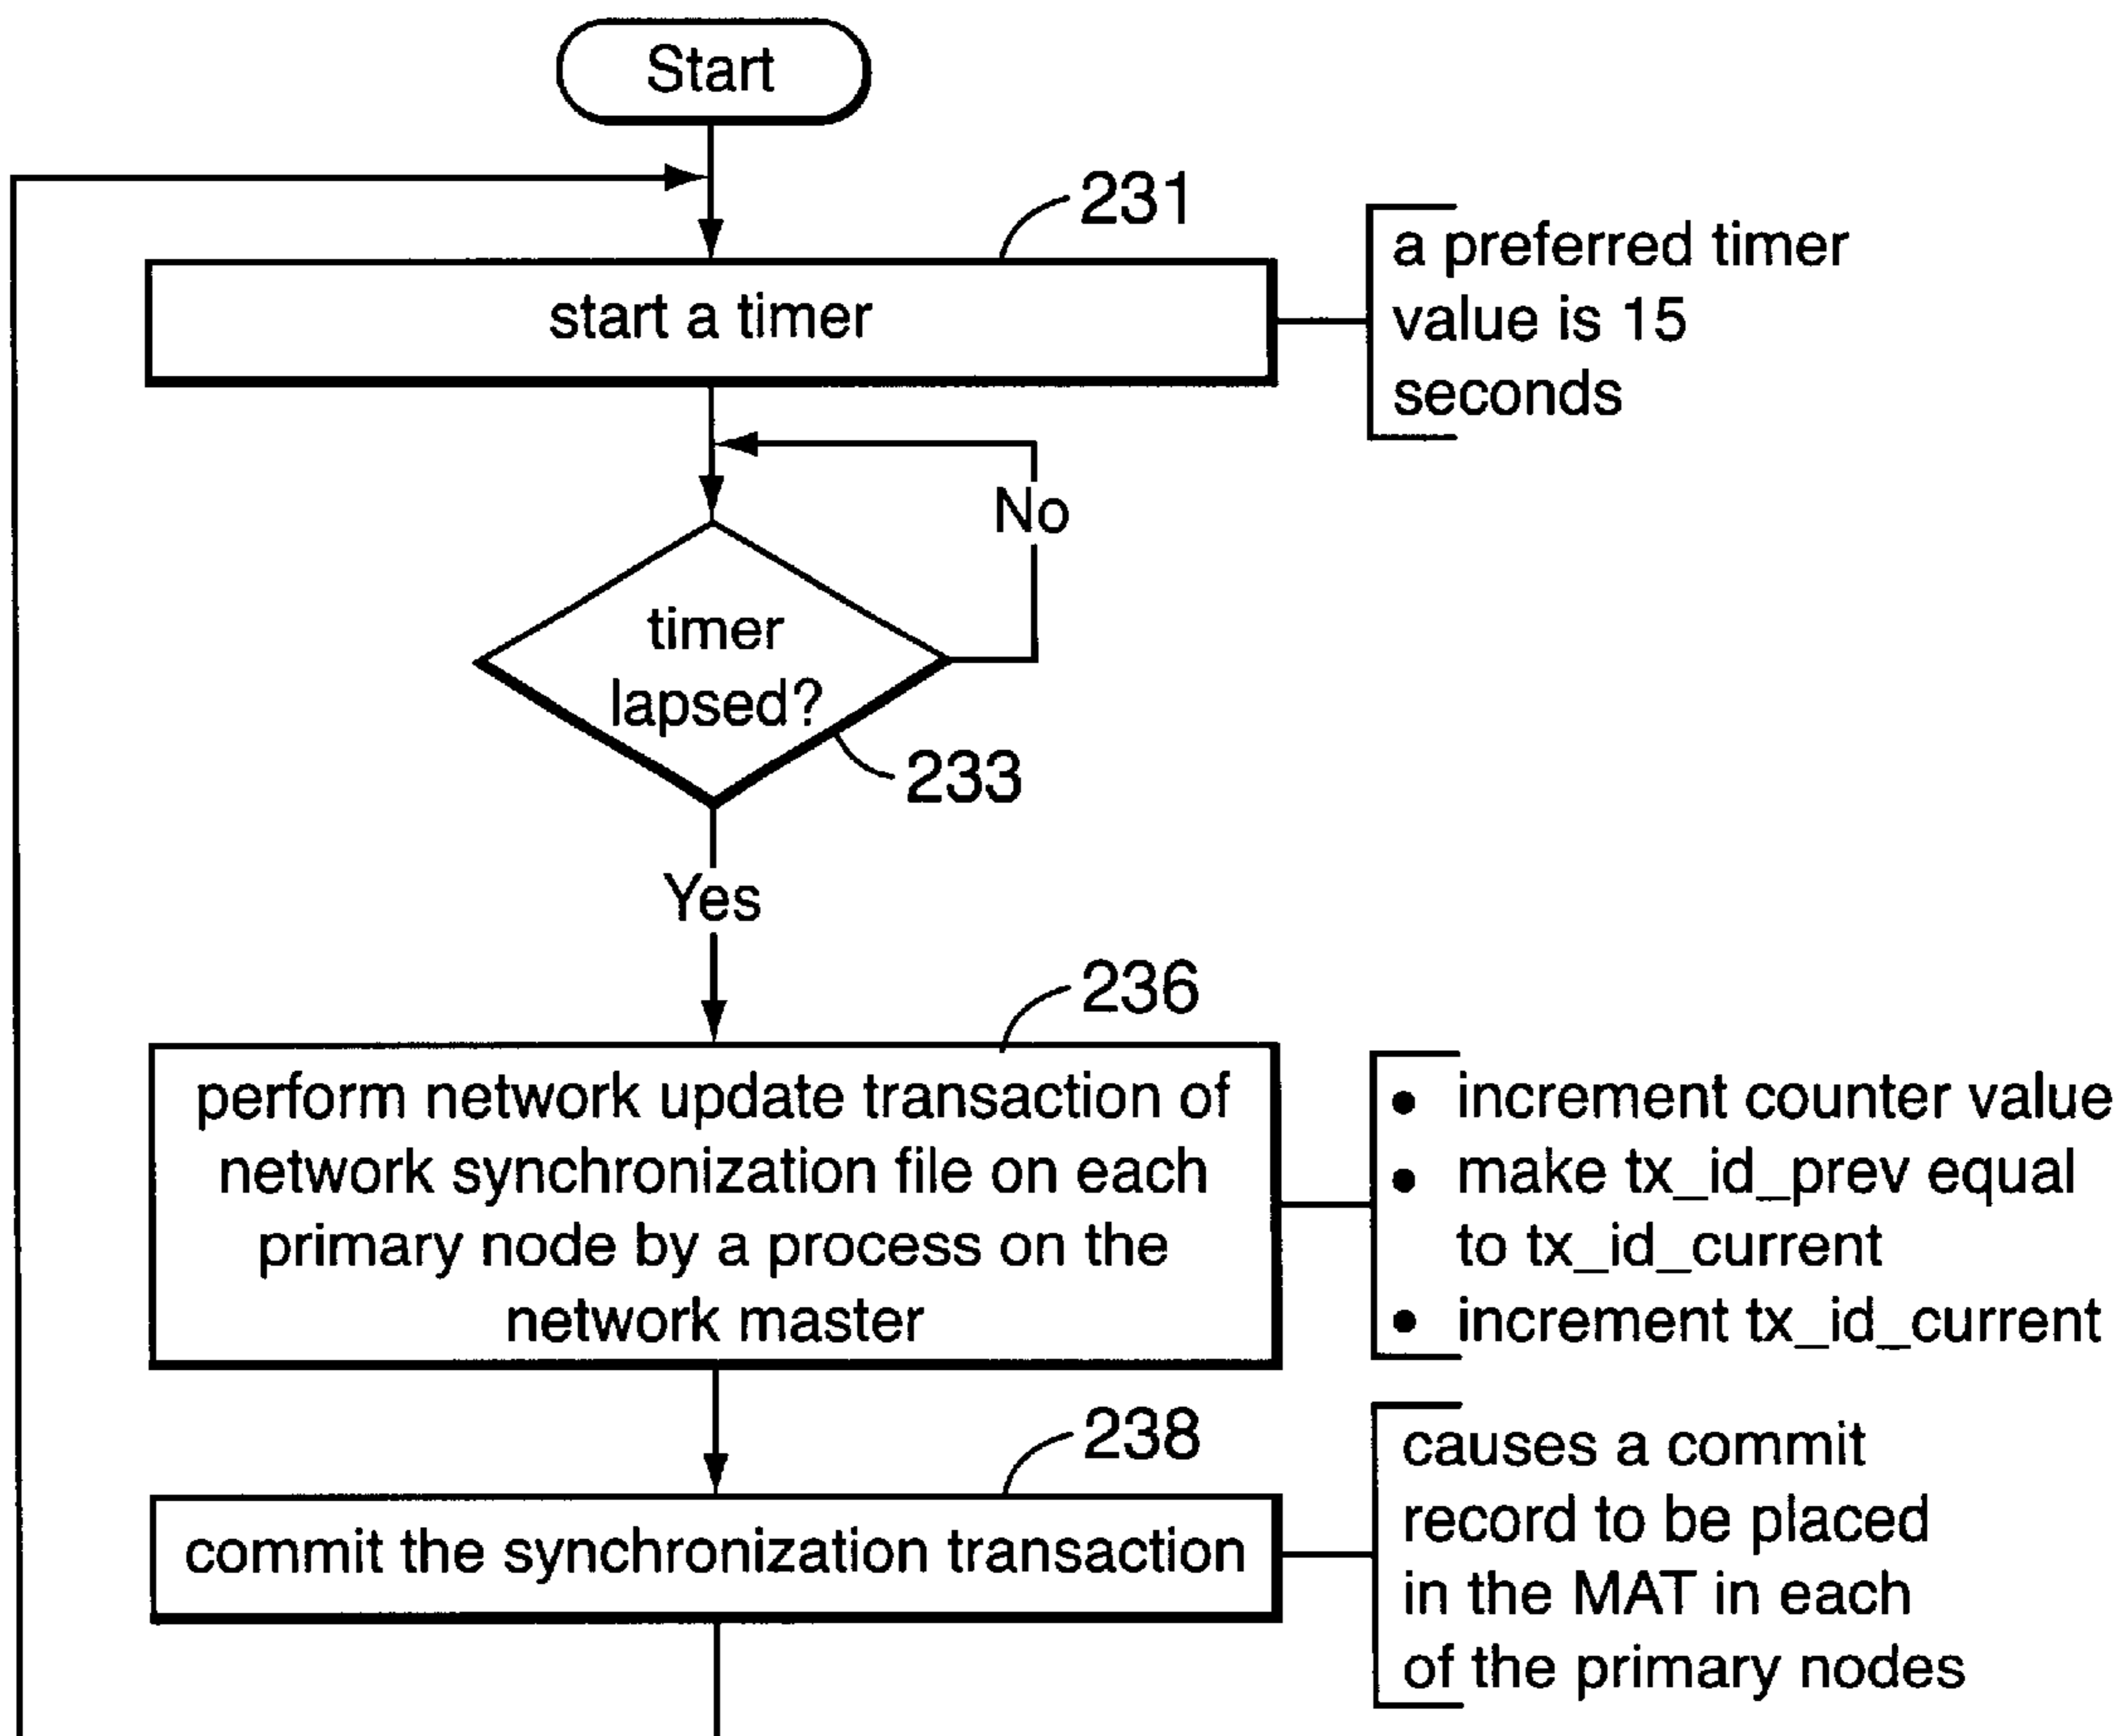 Start
231
start a timer
a preferred timer
value is 15
seconds
No
timer
lapsed?
233
Yes
236
perform network update transaction of
network synchronization file on each
primary node by a process on the
network master
• increment counter value
• make tx_id_prev equal
to tx_id_current
• increment tx_id_current
238
commit the synchronization transaction
causes a commit
record to be placed
in the MAT in each
of the primary nodes